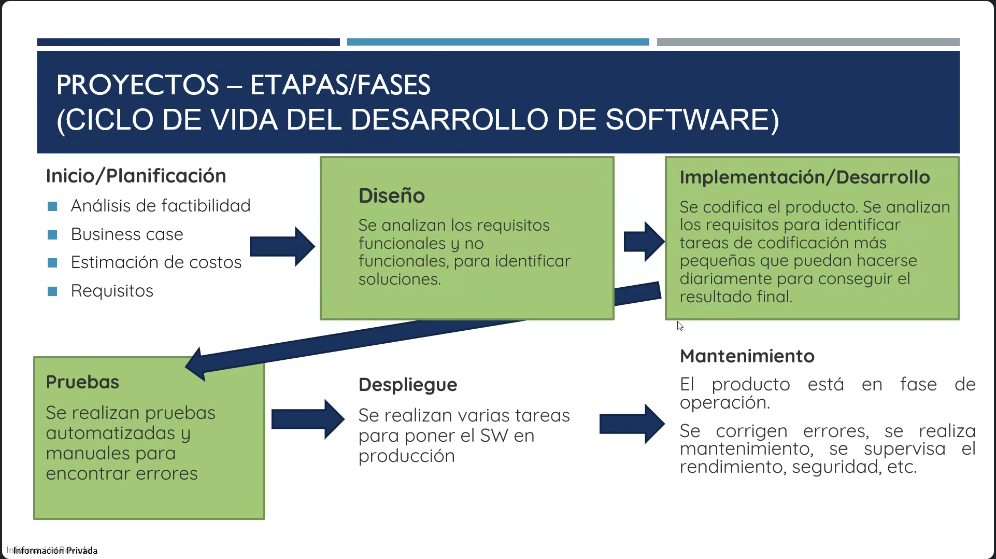 PROYECTOS – ETAPAS/FASES
(CICLO DE VIDA DEL DESARROLLO DE SOFTWARE)
Inicio/Planificación
Análisis de factibilidad
Business case
Estimación de costos
Requisitos
Diseño
Se analizan los requisitos
funcionales y no
funcionales, para identificar
soluciones.
Implementación/Desarrollo
Se codifica el producto. Se analizan
los requisitos para identificar
tareas de codificación más
pequeñas que puedan hacerse
diariamente para conseguir el
resultado final.
Pruebas
Se realizan pruebas
automatizadas y
manuales para
encontrar errores
Despliegue
Se realizan varias tareas
para poner el SW en
producción
Mantenimiento
El producto está en fase de
operación.
Se corrigen errores, se realiza
mantenimiento, se supervisa el
rendimiento, seguridad, etc.
Información Privada